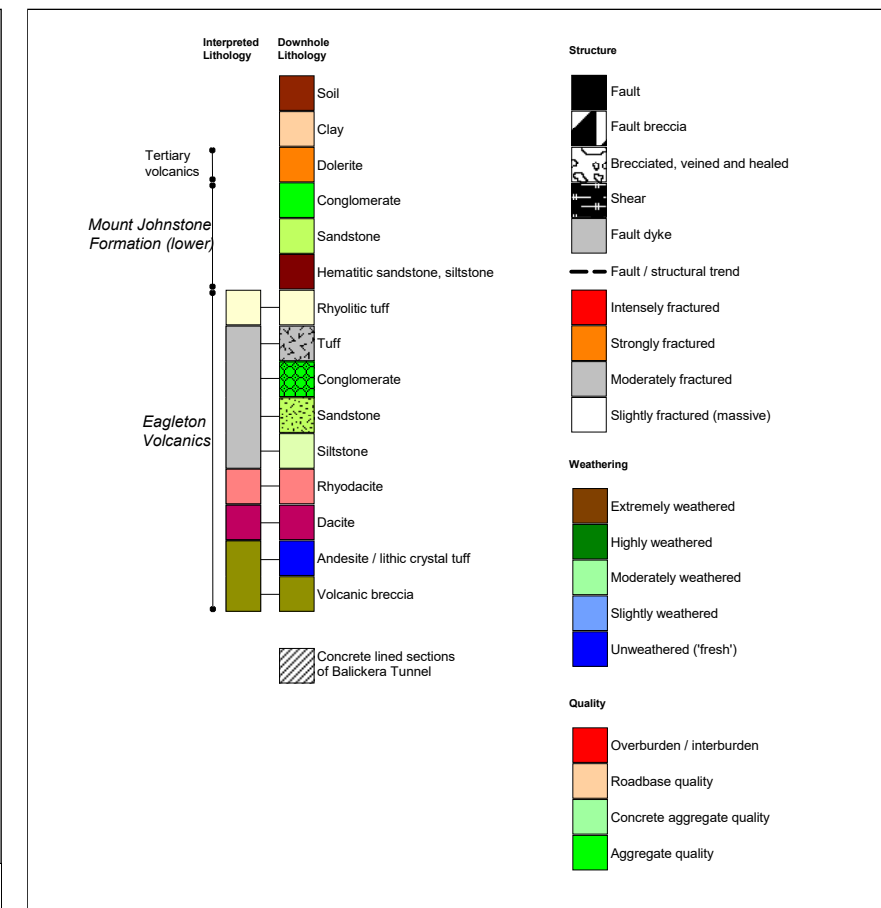 Interpreted
Lithology
Downhole
Lithology
Soil
Clay
Tertiary
volcanics
Dolerite
Mount Johnstone
Formation (lower)
Conglomerate
Sandstone
Hematitic sandstone, siltstone
Eagleton
Volcanics
Rhyolitic tuff
Tuff
Conglomerate
Sandstone
Siltstone
Rhyodacite
Dacite
Andesite / lithic crystal tuff
Volcanic breccia
Concrete lined sections
of Balickera Tunnel
Structure
Fault
Fault breccia
Brecciated, veined and healed
Shear
Fault dyke
Fault / structural trend
Intensely fractured
Strongly fractured
Moderately fractured
Slightly fractured (massive)
Weathering
Extremely weathered
Highly weathered
Moderately weathered
Slightly weathered
Unweathered ('fresh')
Quality
Overburden / interburden
Roadbase quality
Concrete aggregate quality
Aggregate quality